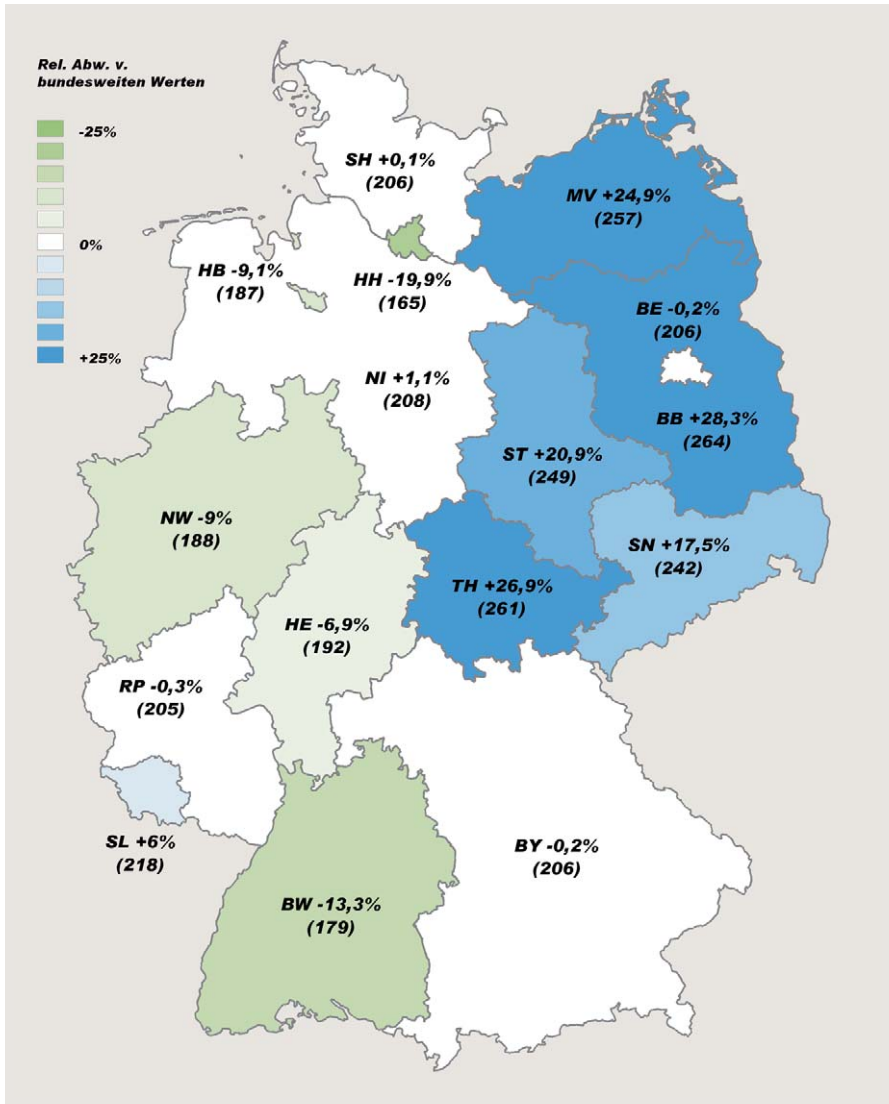 Rel. Abw. v.
bundesweiten Werten
-25%
0%
+25%
SH +0,1%
(206)
MV +24,9%
(257)
HB -9,1%
(187)
HH -19,9%
(165)
BE -0,2%
(206)
NI +1,1%
(208)
BB +28,3%
(264)
ST +20,9%
(249)
NW -9%
(188)
SN +17,5%
(242)
TH +26,9%
(261)
HE -6,9%
(192)
RP -0,3%
(205)
SL +6%
(218)
BY -0,2%
(206)
BW -13,3%
(179)